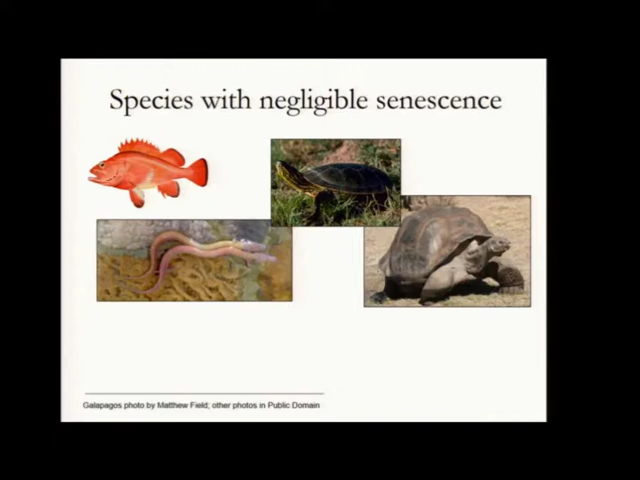 Species with negligible senescence
Galapagos photo by Matthew Field; other photos in Public Domain